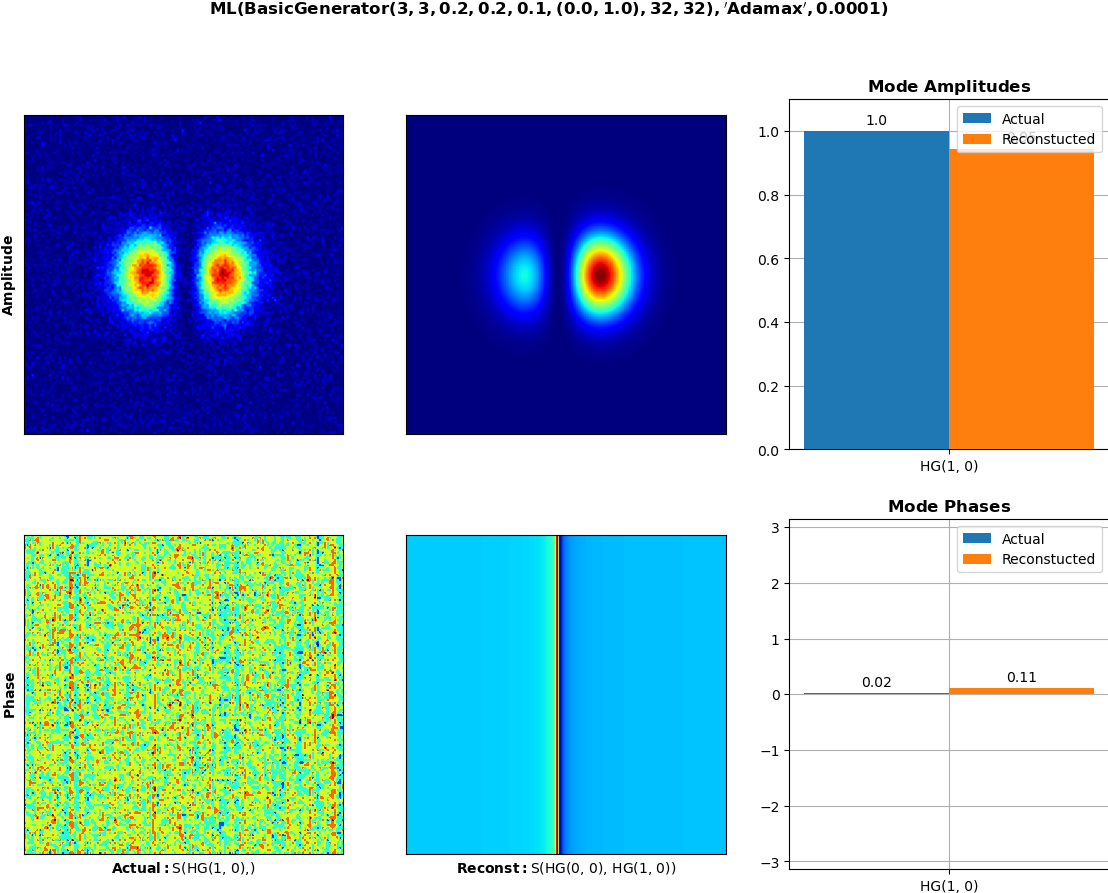 ML(BasicGenerator(3, 3, 0.2, 0.2, 0.1, (0.0, 1.0), 32, 32), 'Adamax', 0.0001)
Amplitude
Mode Amplitudes
1.0
0.8
0.6
0.4
0.2
0.0
1.0
Actual
Reconstucted
HG(1, 0)
Phase
Actual: S(HG(1, 0),)
Reconst: S(HG(0, 0), HG(1, 0))
Mode Phases
3
2
1
0
−1
−2
−3
Actual
Reconstucted
0.02
0.11
HG(1, 0)